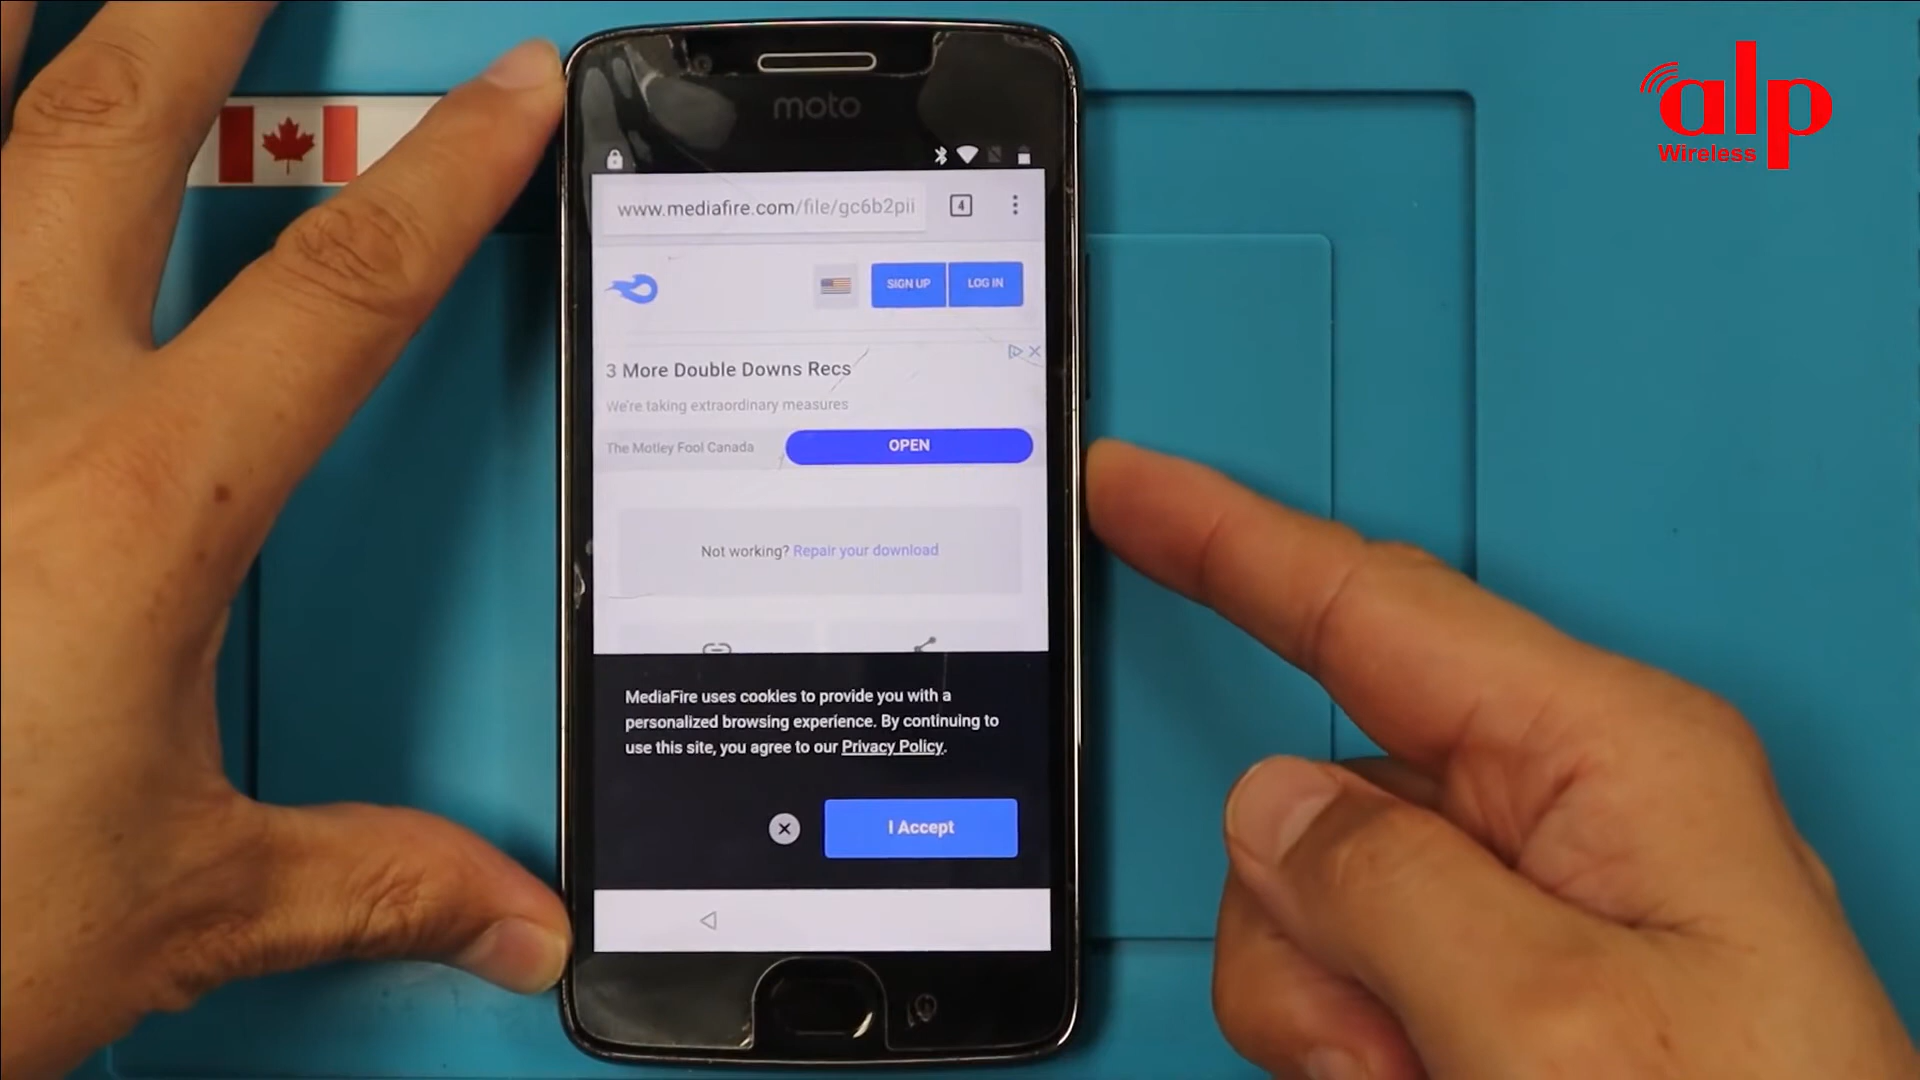 alp
Wireless
moto
www.mediafire.com/file/gc6b2pii
4
SIGN UP
LOG IN
3 More Double Downs Recs
We're taking extraordinary measures
The Motley Fool Canada
OPEN
Not working? Repair your download
MediaFire uses cookies to provide you with a
personalized browsing experience. By continuing to
use this site, you agree to our Privacy Policy.
I Accept